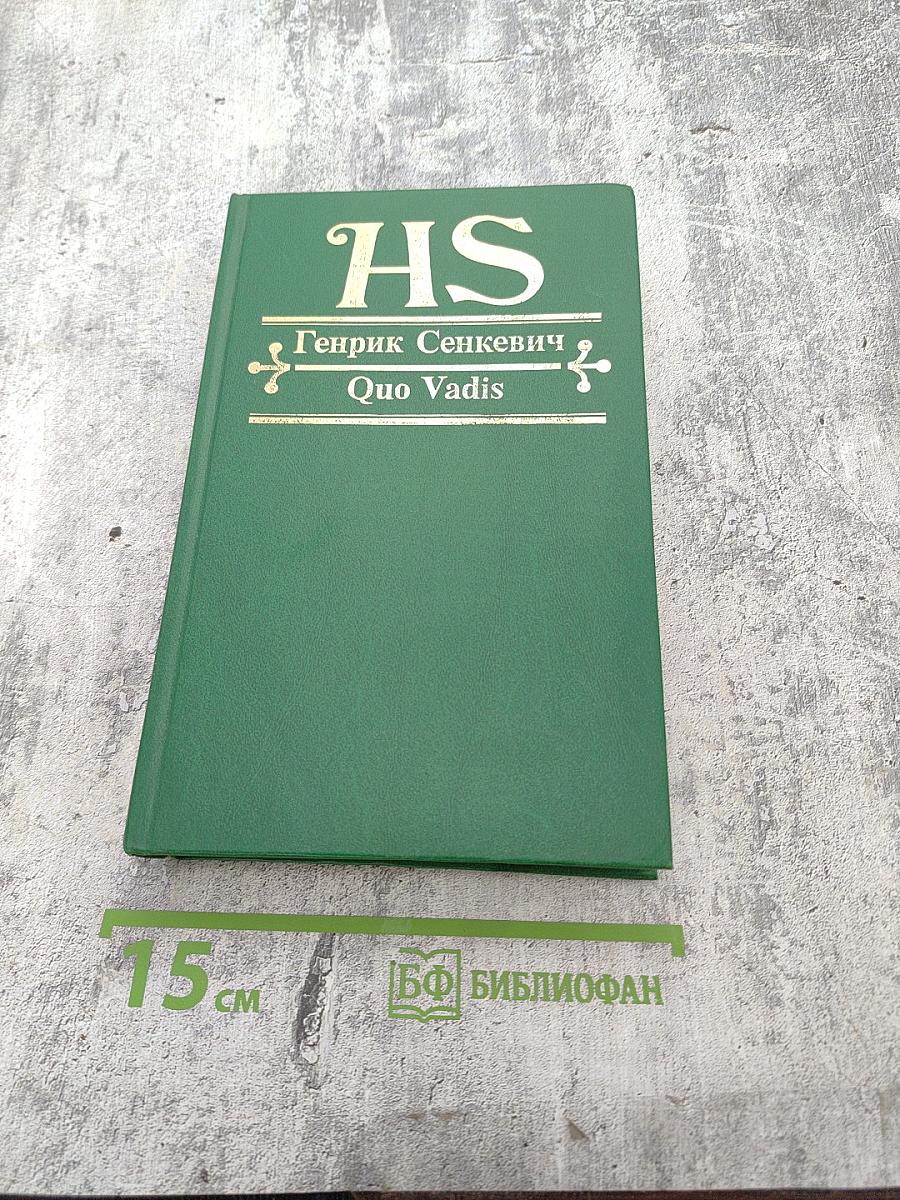 HS
Генрик Сенкевич
Quo Vadis
15 см
БФ БИБЛИОФАН